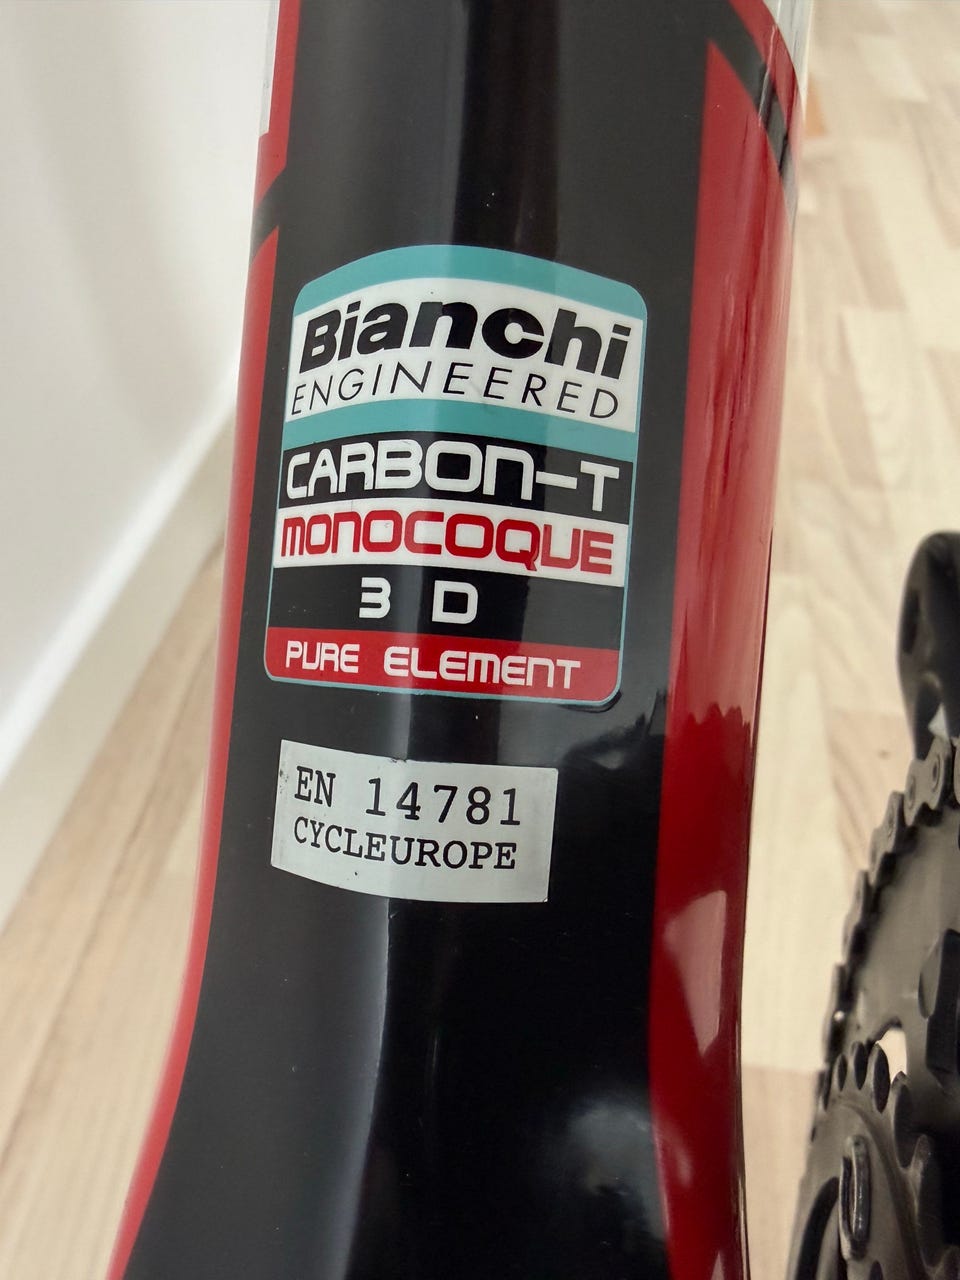 Bianchi
ENGINEERED
CARBON-T
MONOCOQUE
3 D
PURE ELEMENT
EN 14781
CYCLEUROPE